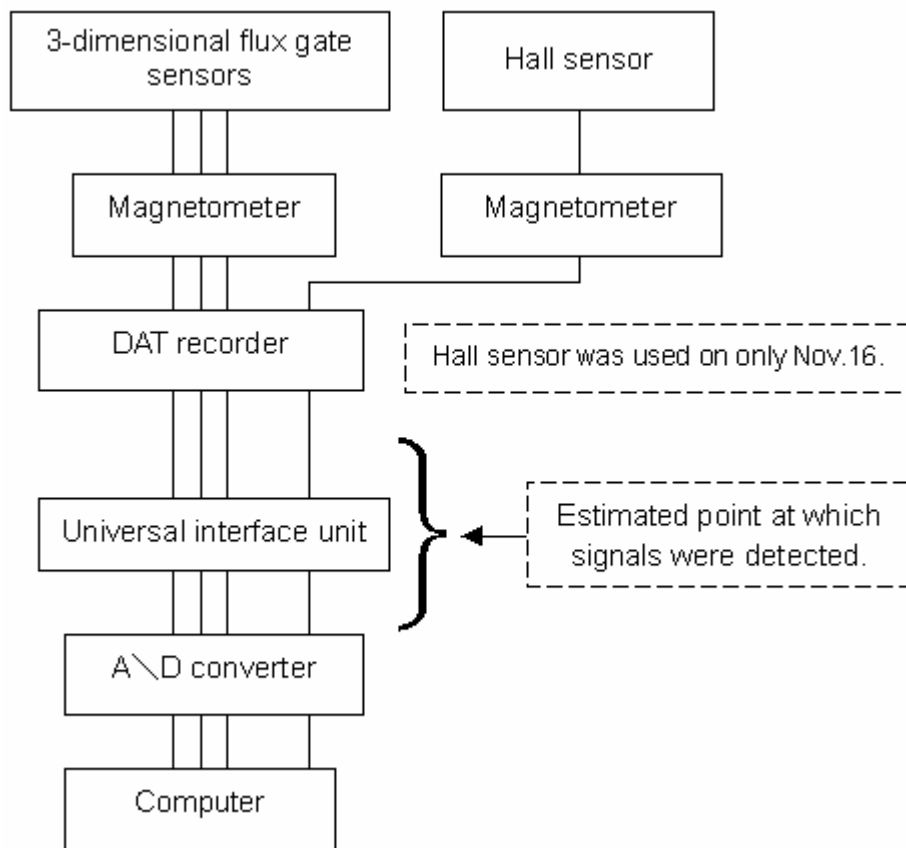 3-dimensional flux gate
sensors
Hall sensor
Magnetometer
Magnetometer
DAT recorder
Hall sensor was used on only Nov.16.
Universal interface unit
Estimated point at which
signals were detected.
A＼D converter
Computer